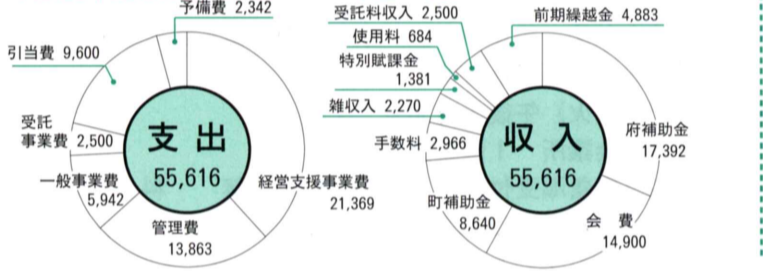 予備費 2,342
引当費 9,600
受託
事業費 2,500
一般事業費
5,942
管理費
13,863
経営支援事業費
21,369
支出
55,616
受託料収入 2,500
前期繰越金 4,883
使用料 684
特別賦課金
1,381
雑収入 2,270
手数料 2,966
町補助金
8,640
会 費
14,900
府補助金
17,392
収入
55,616